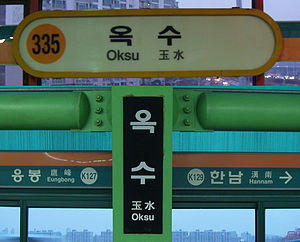 335
옥수
Oksu 玉水
옥
수
玉水
Oksu
응봉 鷹峰
Eungbong
K127
K129
한남 漢南
Hannam